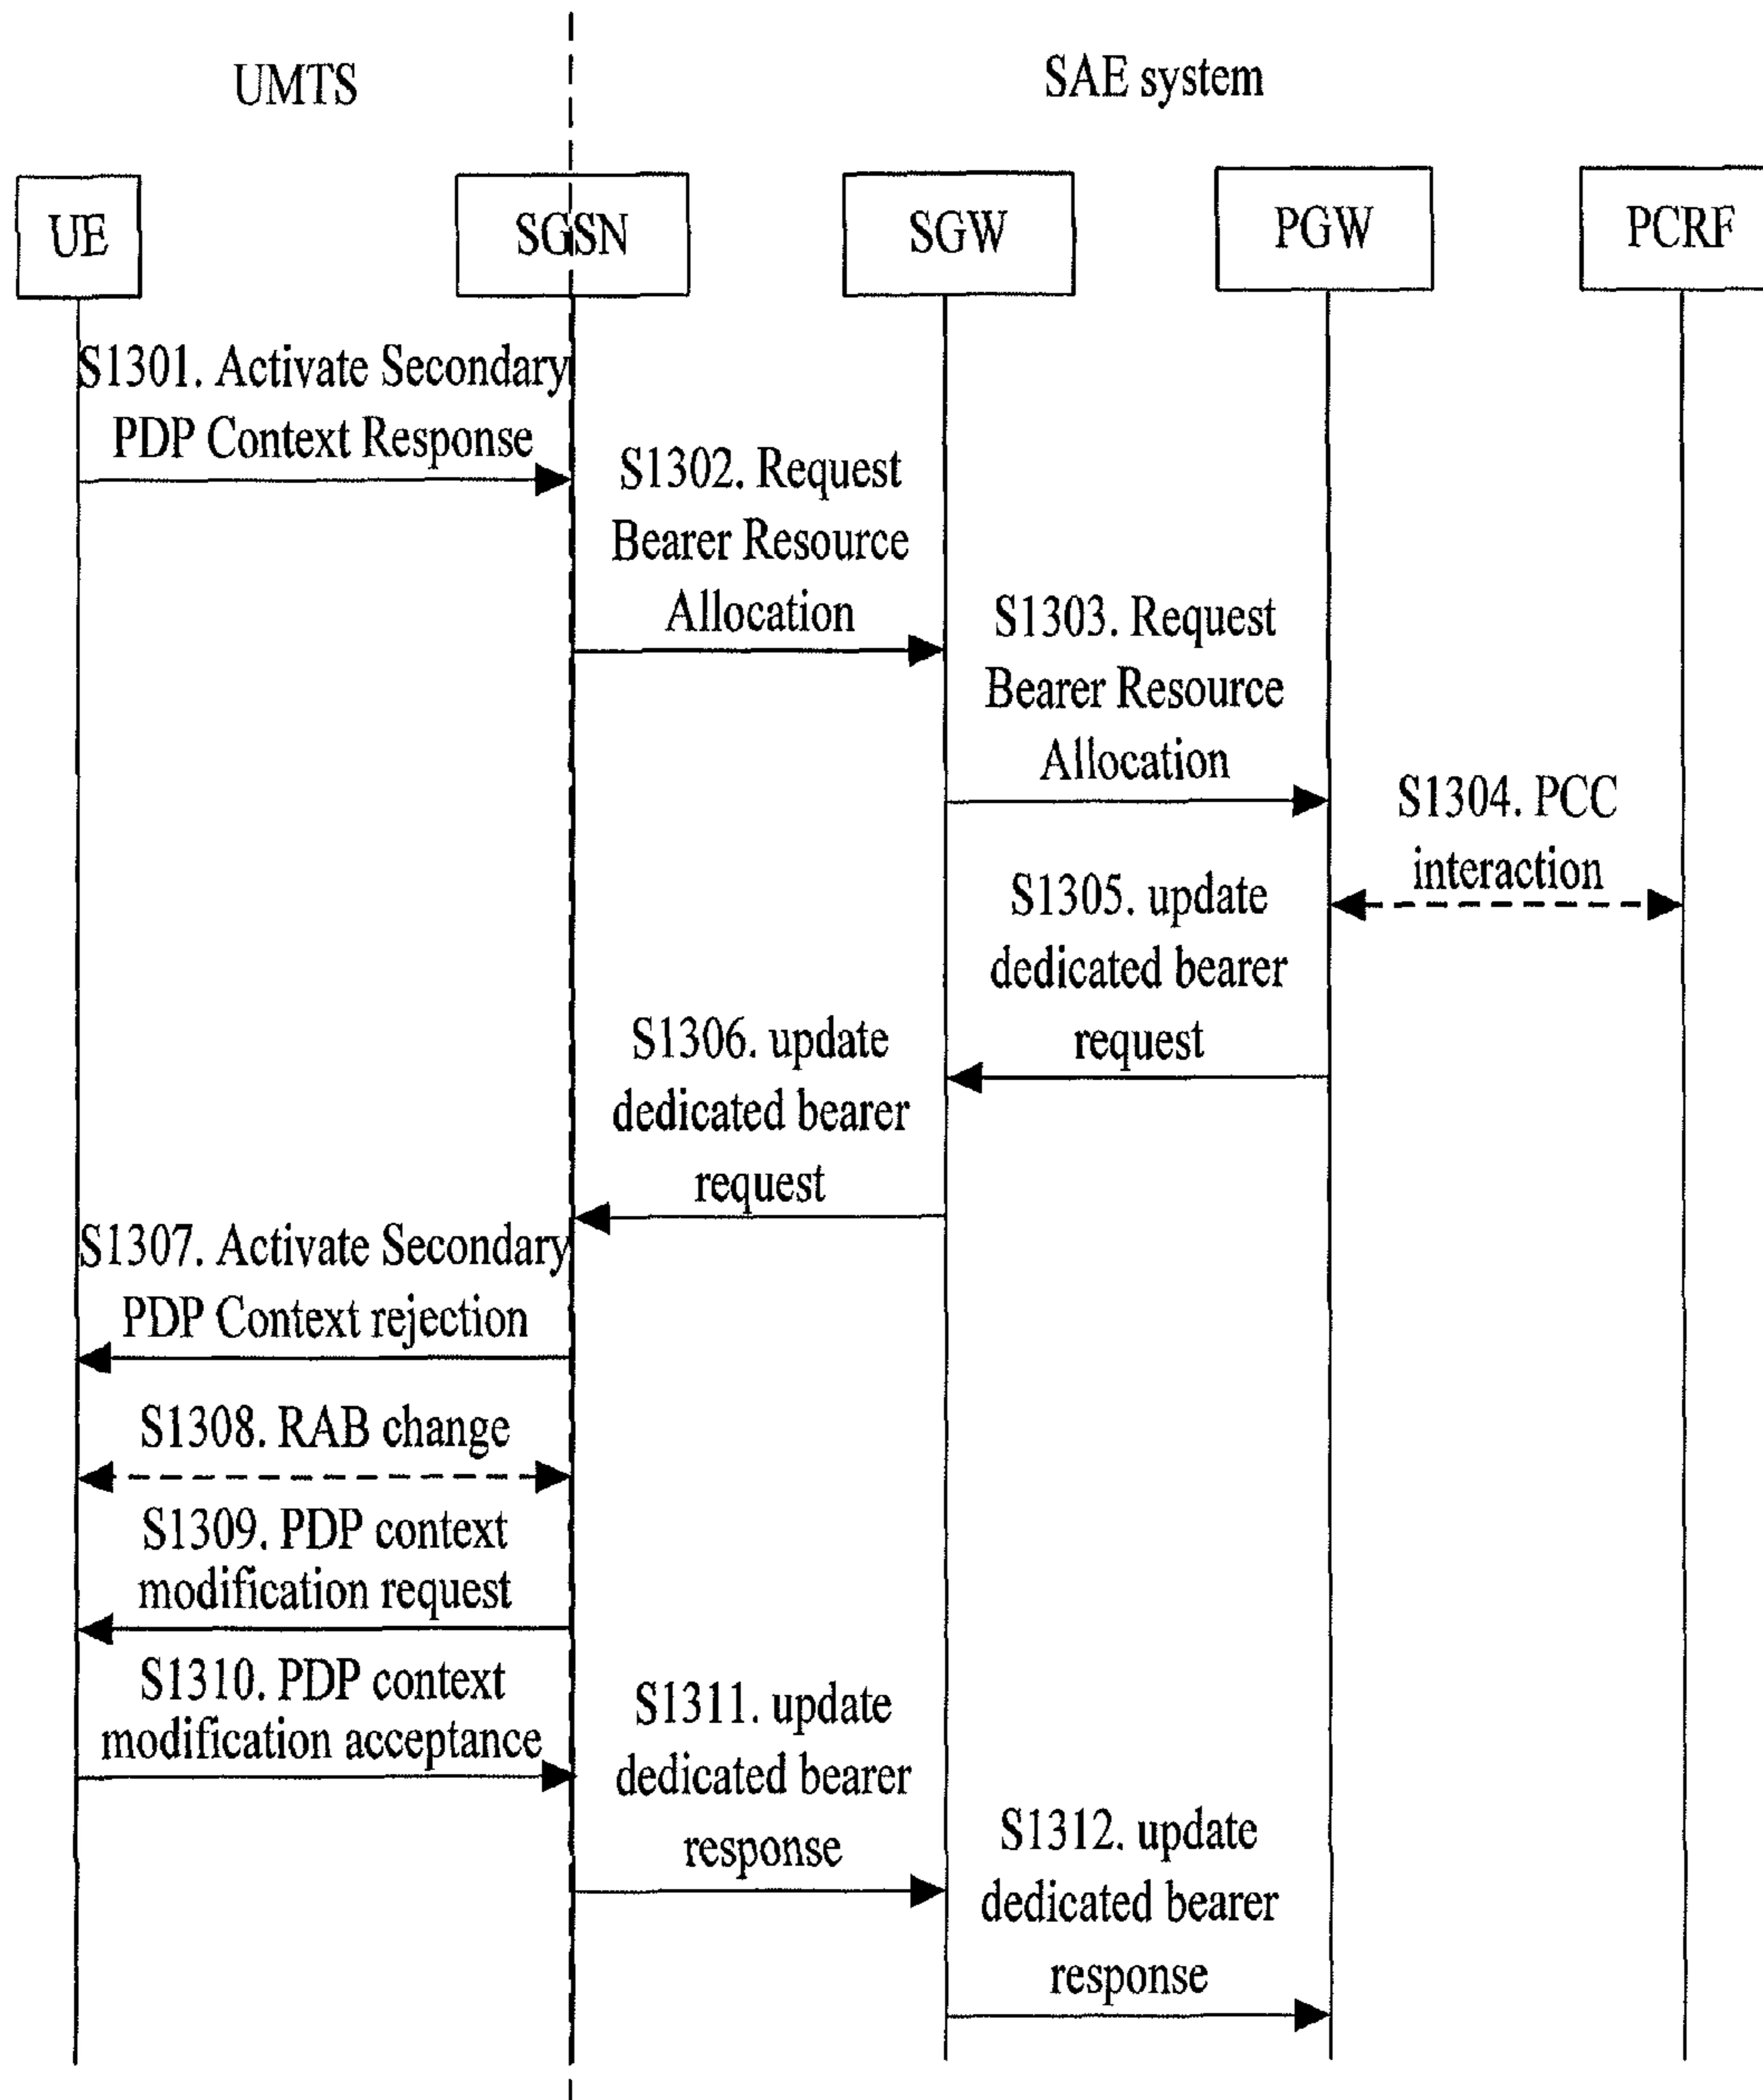 UMTS
SAE system
UE
SGSN
SGW
PGW
PCRF
S1301. Activate Secondary
PDP Context Response
S1302. Request
Bearer Resource
Allocation
S1303. Request
Bearer Resource
Allocation
S1304. PCC
interaction
S1305. update
dedicated bearer
request
S1306. update
dedicated bearer
request
S1307. Activate Secondary
PDP Context rejection
S1308. RAB change
S1309. PDP context
modification request
S1310. PDP context
modification acceptance
S1311. update
dedicated bearer
response
S1312. update
dedicated bearer
response